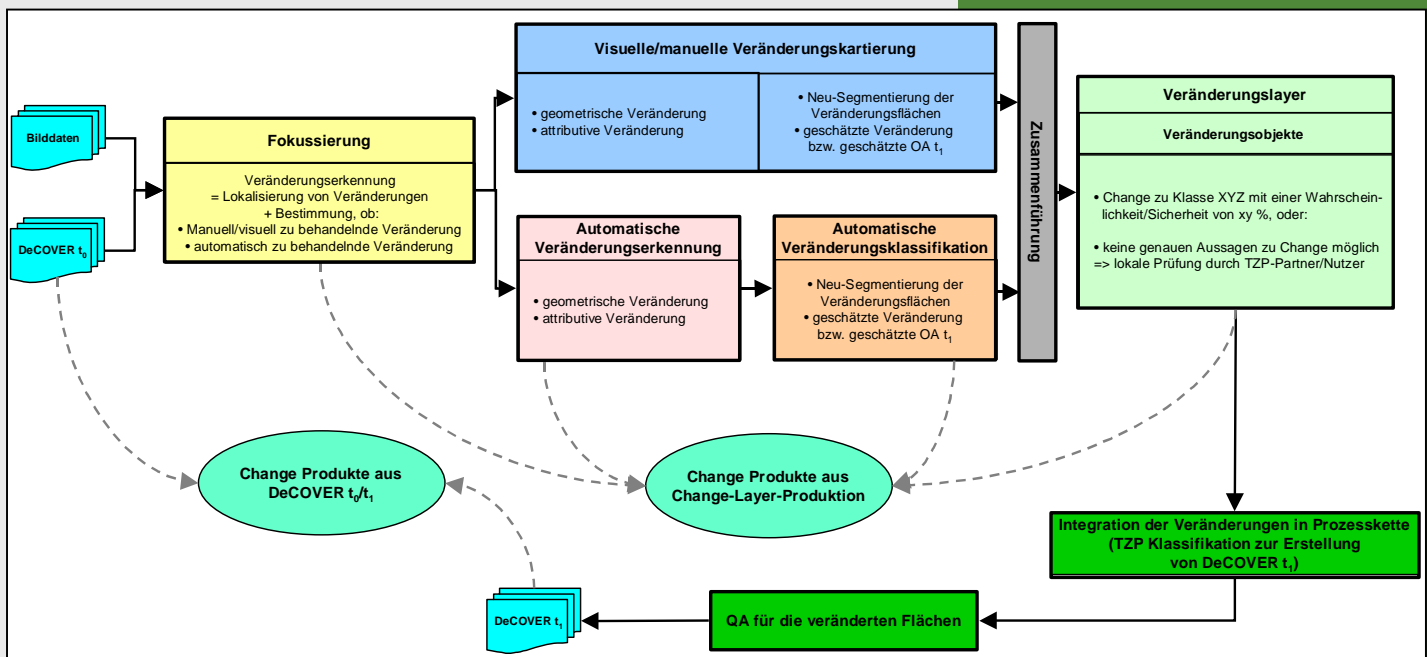 Bilddaten
DeCOVER t0
Fokussierung
Veränderungserkennung
= Lokalisierung von Veränderungen
+ Bestimmung, ob:
• Manuell/visuell zu behandelnde Veränderung
• automatisch zu behandelnde Veränderung
Visuelle/manuelle Veränderungskartierung
• geometrische Veränderung
• attributive Veränderung
• Neu-Segmentierung der
Veränderungsflächen
• geschätzte Veränderung
bzw. geschätzte OA t1
Automatische
Veränderungserkennung
• geometrische Veränderung
• attributive Veränderung
Automatische
Veränderungsklassifikation
• Neu-Segmentierung der
Veränderungsflächen
• geschätzte Veränderung
bzw. geschätzte OA t1
Zusammenführung
Veränderungslayer
Veränderungsobjekte
• Change zu Klasse XYZ mit einer Wahrschein-
lichkeit/Sicherheit von xy %, oder:
• keine genauen Aussagen zu Change möglich
=> lokale Prüfung durch TZP-Partner/Nutzer
Change Produkte aus
DeCOVER t0/t1
Change Produkte aus
Change-Layer-Produktion
Integration der Veränderungen in Prozesskette
(TZP Klassifikation zur Erstellung
von DeCOVER t1)
QA für die veränderten Flächen
DeCOVER t1